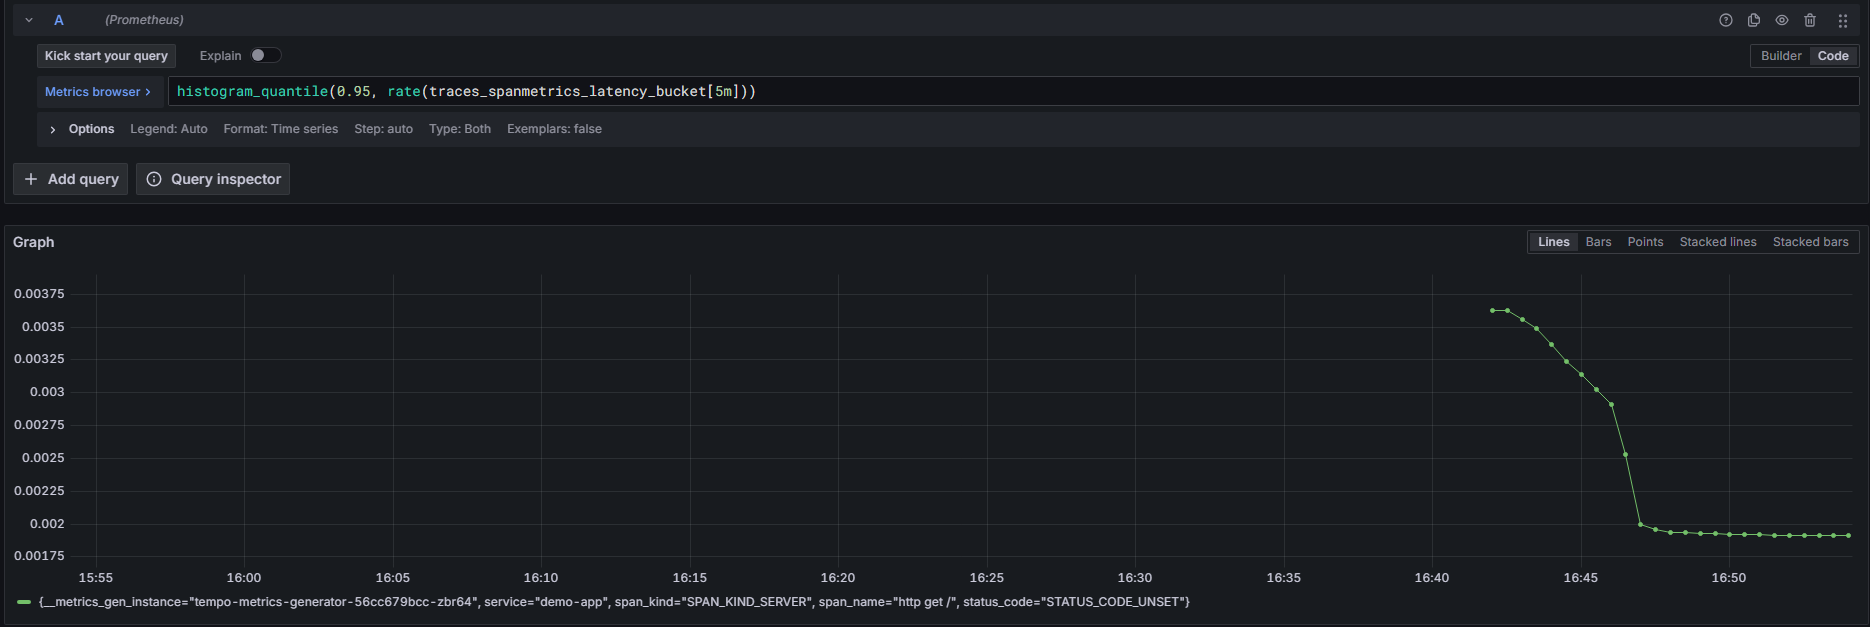 A (Prometheus)
Kick start your query Explain Builder Code
Metrics browser > histogram_quantile(0.95, rate(traces_spanmetrics_latency_bucket[5m]))
> Options Legend: Auto Format: Time series Step: auto Type: Both Exemplars: false
+ Add query Query inspector
Graph Lines Bars Points Stacked lines Stacked bars
0.00375
0.0035
0.00325
0.003
0.00275
0.0025
0.00225
0.002
0.00175
15:55 16:00 16:05 16:10 16:15 16:20 16:25 16:30 16:35 16:40 16:45 16:50
{__metrics_gen_instance="tempo-metrics-generator-56cc679bcc-zbr64", service="demo-app", span_kind="SPAN_KIND_SERVER", span_name="http get /", status_code="STATUS_CODE_UNSET"}